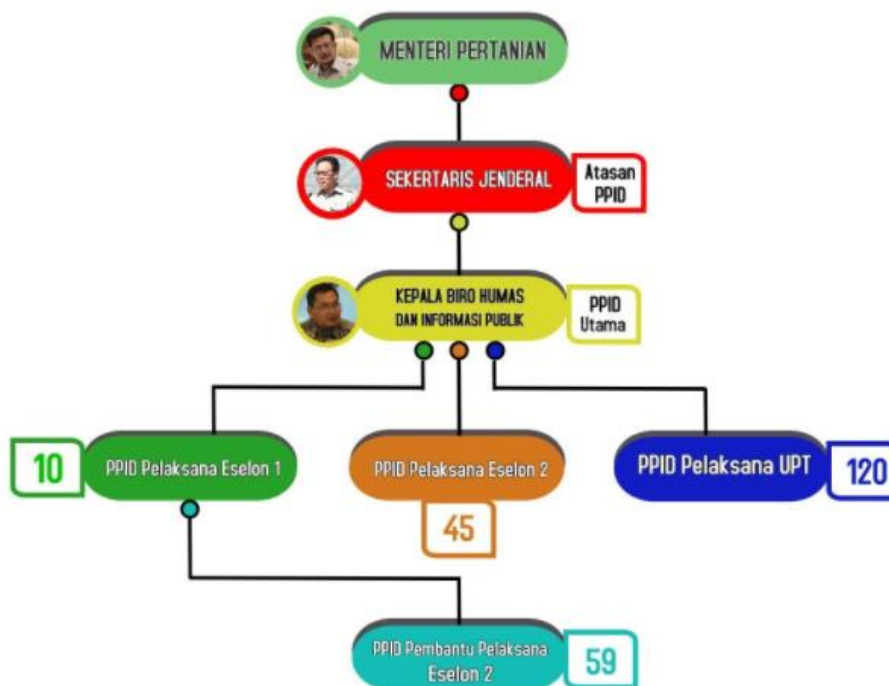 MENTERI PERTANIAN
SEKERTARIS JENDERAL
Atasan
PPID
KEPALA BIRO HUMAS
DAN INFORMASI PUBLIK
PPID
Utama
10
PPID Pelaksana Eselon 1
PPID Pelaksana Eselon 2
45
PPID Pelaksana UPT
120
PPID Pembantu Pelaksana
Eselon 2
59